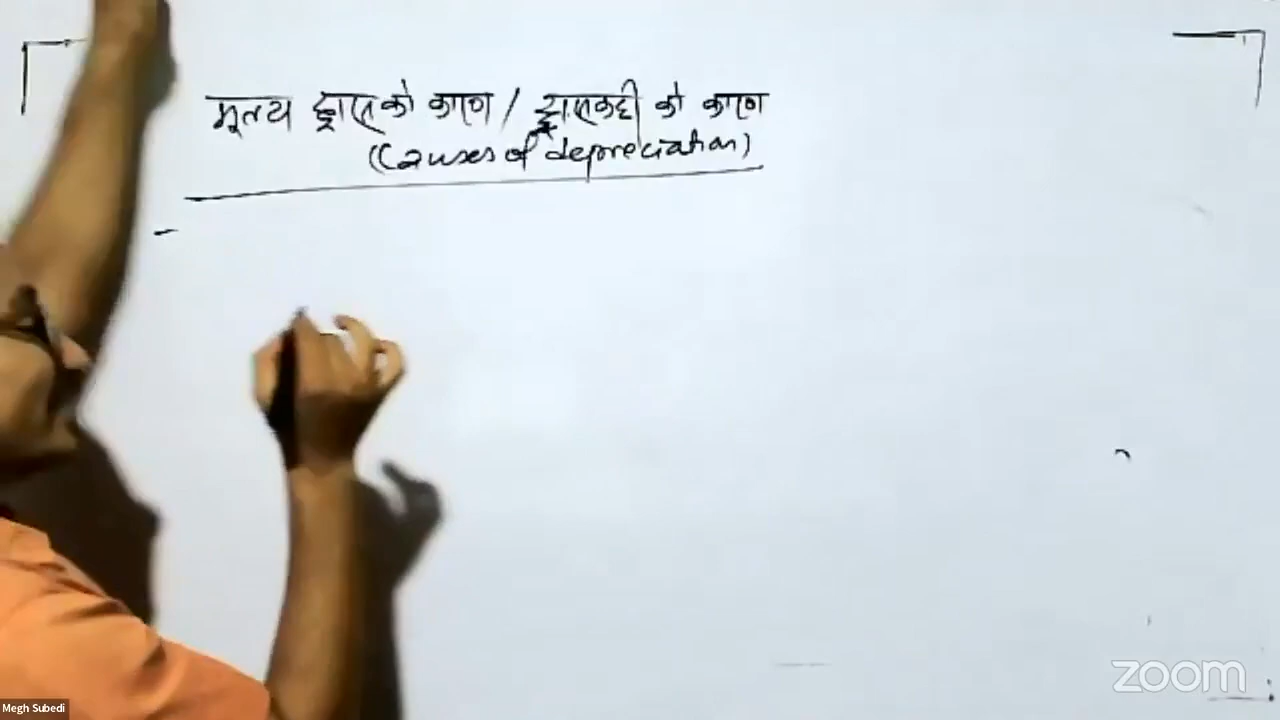 मूल्य ह्रासको कारण / ह्रासकट्टी को कारण
(Causes of depreciation)
zoom
Megh Subedi